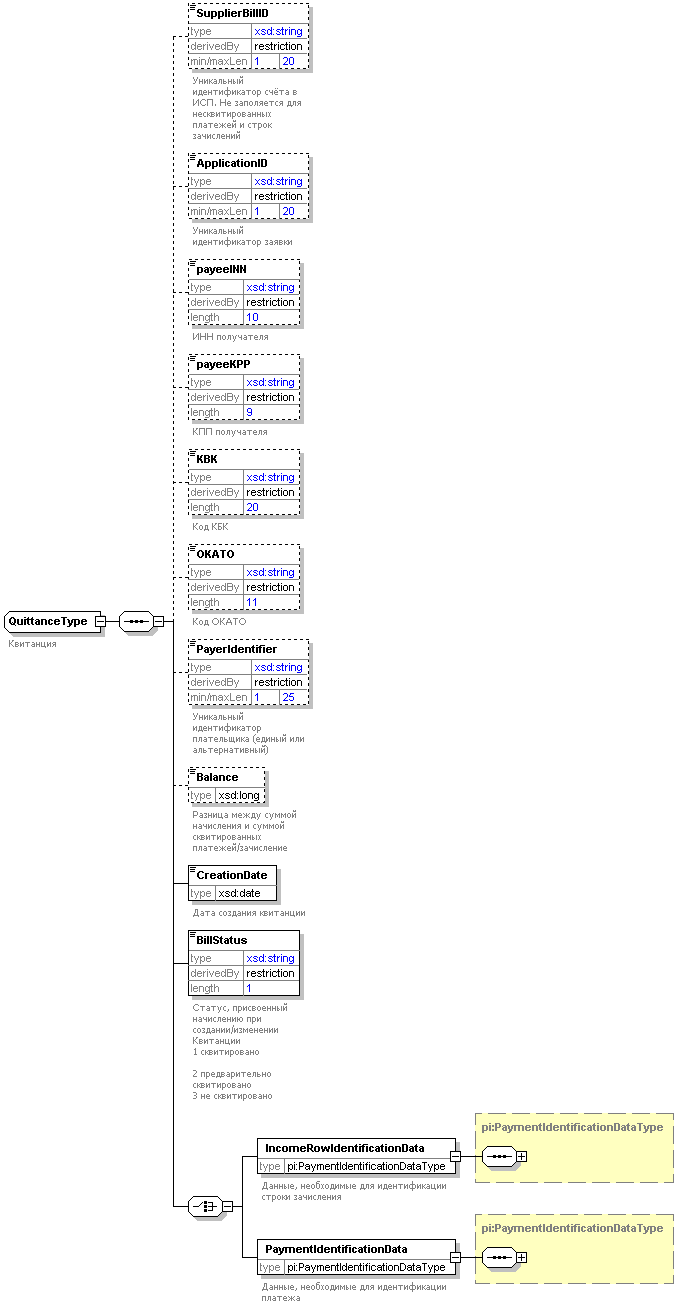 SupplierBillID
type xsd:string
derivedBy restriction
min/maxLen 1 20
Уникальный
идентификатор счёта в
ИСП. Не заполяется для
несквитированных
платежей и строк
зачислений
ApplicationID
type xsd:string
derivedBy restriction
min/maxLen 1 20
Уникальный
идентификатор заявки
payeeINN
type xsd:string
derivedBy restriction
length 10
ИНН получателя
payeeKPP
type xsd:string
derivedBy restriction
length 9
КПП получателя
KBK
type xsd:string
derivedBy restriction
length 20
Код КБК
OKATO
type xsd:string
derivedBy restriction
length 11
Код ОКАТО
QuittanceType
Квитанция
PayerIdentifier
type xsd:string
derivedBy restriction
min/maxLen 1 25
Уникальный
идентификатор
плательщика (единый или
альтернативный)
Balance
type xsd:long
Разница между суммой
начисления и суммой
сквитированных
платежей/зачисление
CreationDate
type xsd:date
Дата создания квитанции
BillStatus
type xsd:string
derivedBy restriction
length 1
Статус, присвоенный
начислению при
создании/изменении
Квитанции
1 сквитировано
2 предварительно
сквитировано
3 не сквитировано
pi:PaymentIdentificationDataType
IncomeRowIdentificationData
type pi:PaymentIdentificationDataType
Данные, необходимые для идентификации
строки зачисления
pi:PaymentIdentificationDataType
PaymentIdentificationData
type pi:PaymentIdentificationDataType
Данные, необходимые для идентификации
платежа